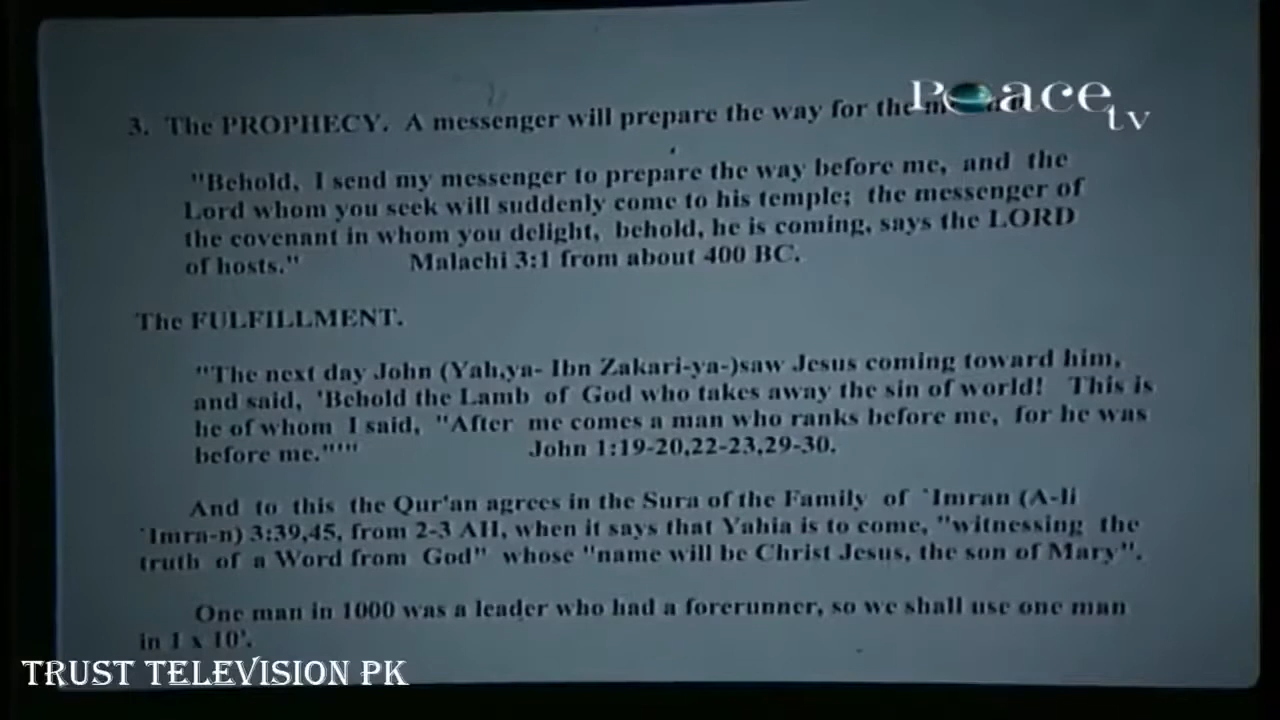 Peace tv
3. The PROPHECY. A messenger will prepare the way for the
"Behold, I send my messenger to prepare the way before me, and the
Lord whom you seek will suddenly come to his temple; the messenger of
the covenant in whom you delight, behold, he is coming, says the LORD
of hosts." Malachi 3:1 from about 400 BC.
The FULFILLMENT.
"The next day John (Yah,ya- Ibn Zakari-ya-)saw Jesus coming toward him,
and said, 'Behold the Lamb of God who takes away the sin of world! This is
he of whom I said, "After me comes a man who ranks before me, for he was
before me."'" John 1:19-20,22-23,29-30.
And to this the Qur'an agrees in the Sura of the Family of `Imran (A-li
`Imra-n) 3:39,45, from 2-3 AH, when it says that Yahia is to come, "witnessing the
truth of a Word from God" whose "name will be Christ Jesus, the son of Mary".
One man in 1000 was a leader who had a forerunner, so we shall use one man
in 1 x 10³.
TRUST TELEVISION PK